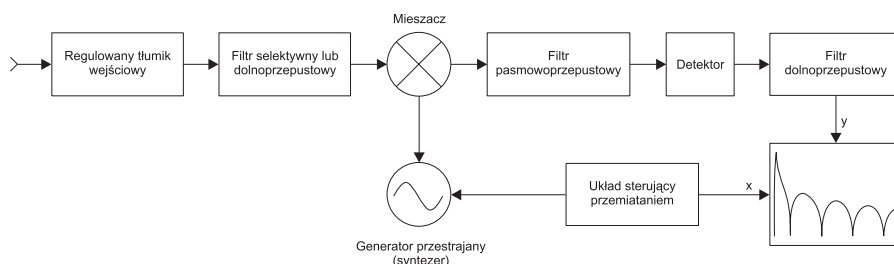 Mieszacz
Regulowany tłumik
wejściowy
Filtr selektywny lub
dolnoprzepustowy
Filtr
pasmowoprzepustowy
Detektor
Filtr
dolnoprzepustowy
y
Układ sterujący
przemiataniem
x
Generator przestrajany
(syntezer)